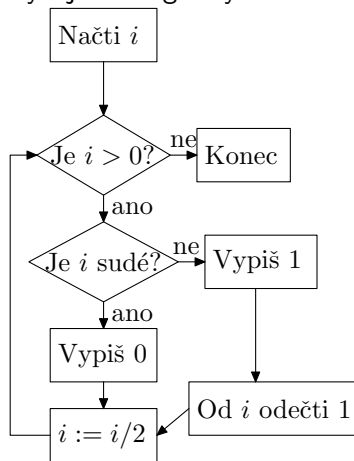 Načti i
Je i > 0?
ne
Konec
ano
Je i sudé?
ne
Vypiš 1
ano
Vypiš 0
Od i odečti 1
i := i/2